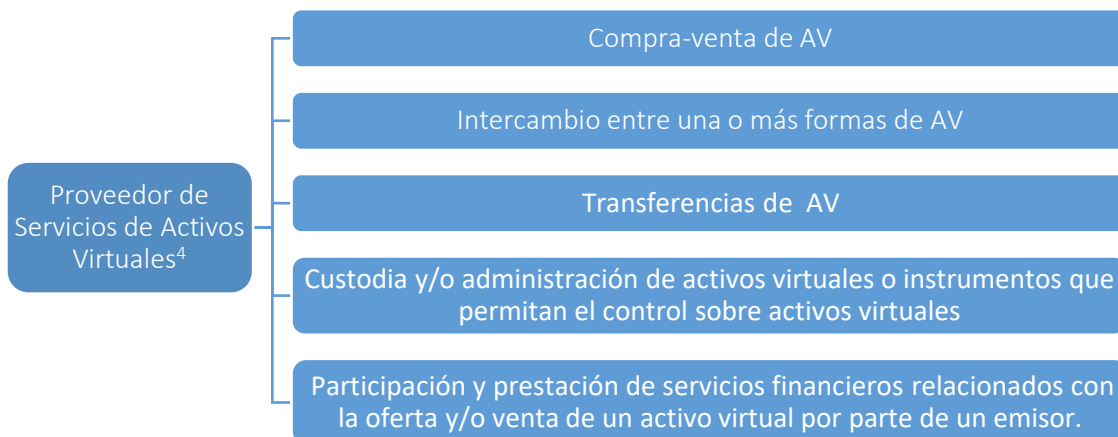 Proveedor de
Servicios de Activos
Virtuales⁴
Compra-venta de AV
Intercambio entre una o más formas de AV
Transferencias de AV
Custodia y/o administración de activos virtuales o instrumentos que
permitan el control sobre activos virtuales
Participación y prestación de servicios financieros relacionados con
la oferta y/o venta de un activo virtual por parte de un emisor.